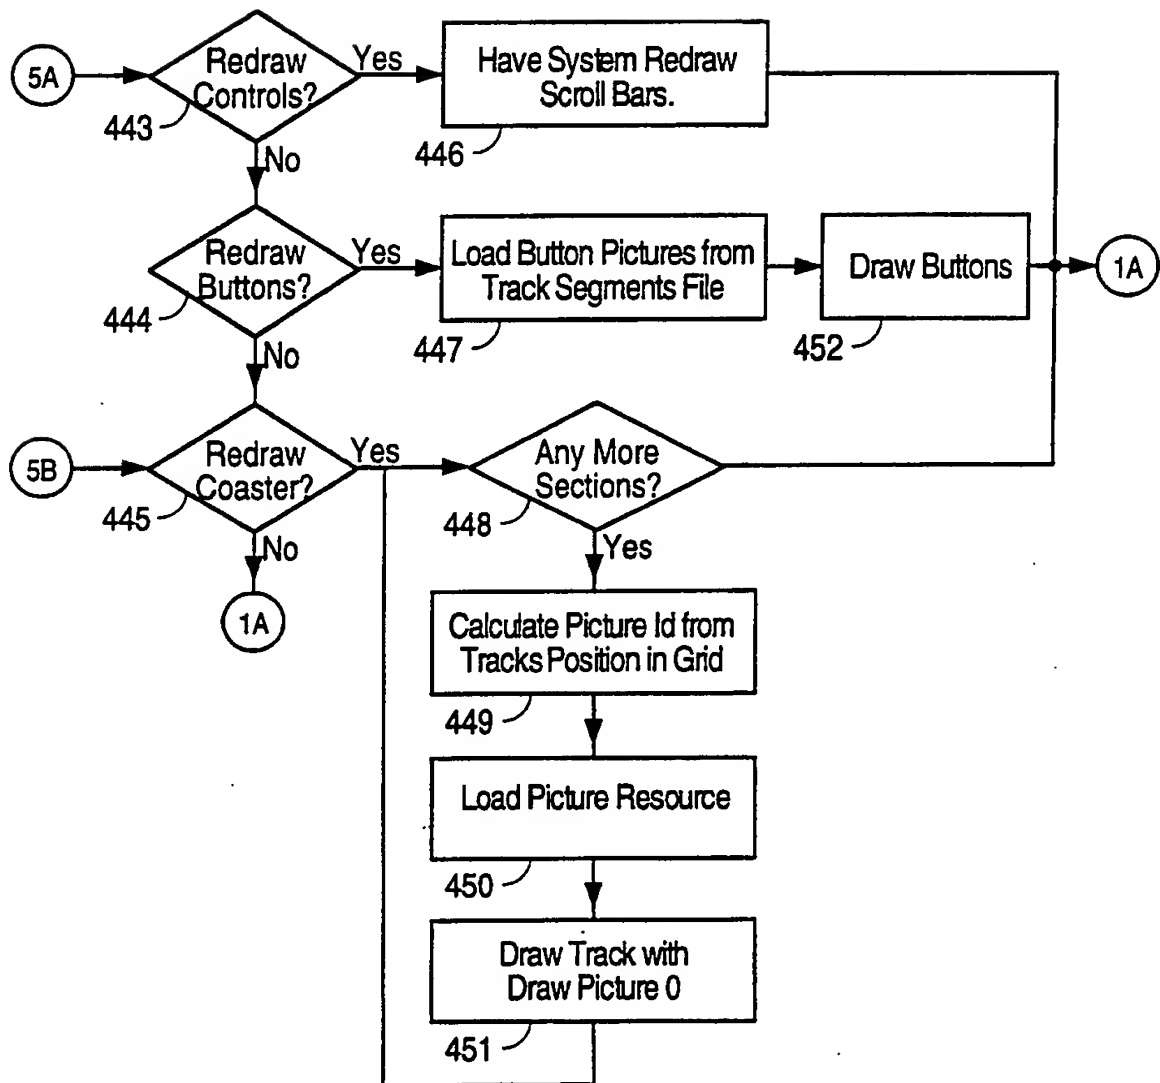 5A
Redraw
Controls?
443
Yes
Have System Redraw
Scroll Bars.
446
No
Redraw
Buttons?
444
Yes
Load Button Pictures from
Track Segments File
447
Draw Buttons
452
1A
No
5B
Redraw
Coaster?
445
Yes
Any More
Sections?
448
No
1A
Yes
Calculate Picture Id from
Tracks Position in Grid
449
Load Picture Resource
450
Draw Track with
Draw Picture 0
451